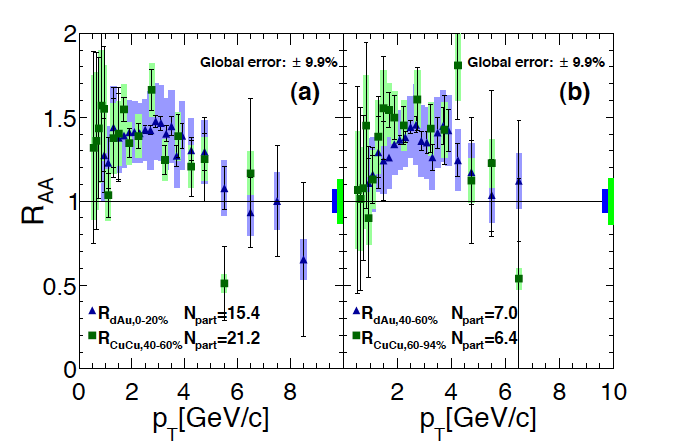 2
1.5
1
0.5
0
R_AA
Global error: ± 9.9%
(a)
R_dAu,0-20% N_part=15.4
R_CuCu,40-60% N_part=21.2
0 2 4 6 8
p_T[GeV/c]
Global error: ± 9.9%
(b)
R_dAu,40-60% N_part=7.0
R_CuCu,60-94% N_part=6.4
2 4 6 8 10
p_T[GeV/c]